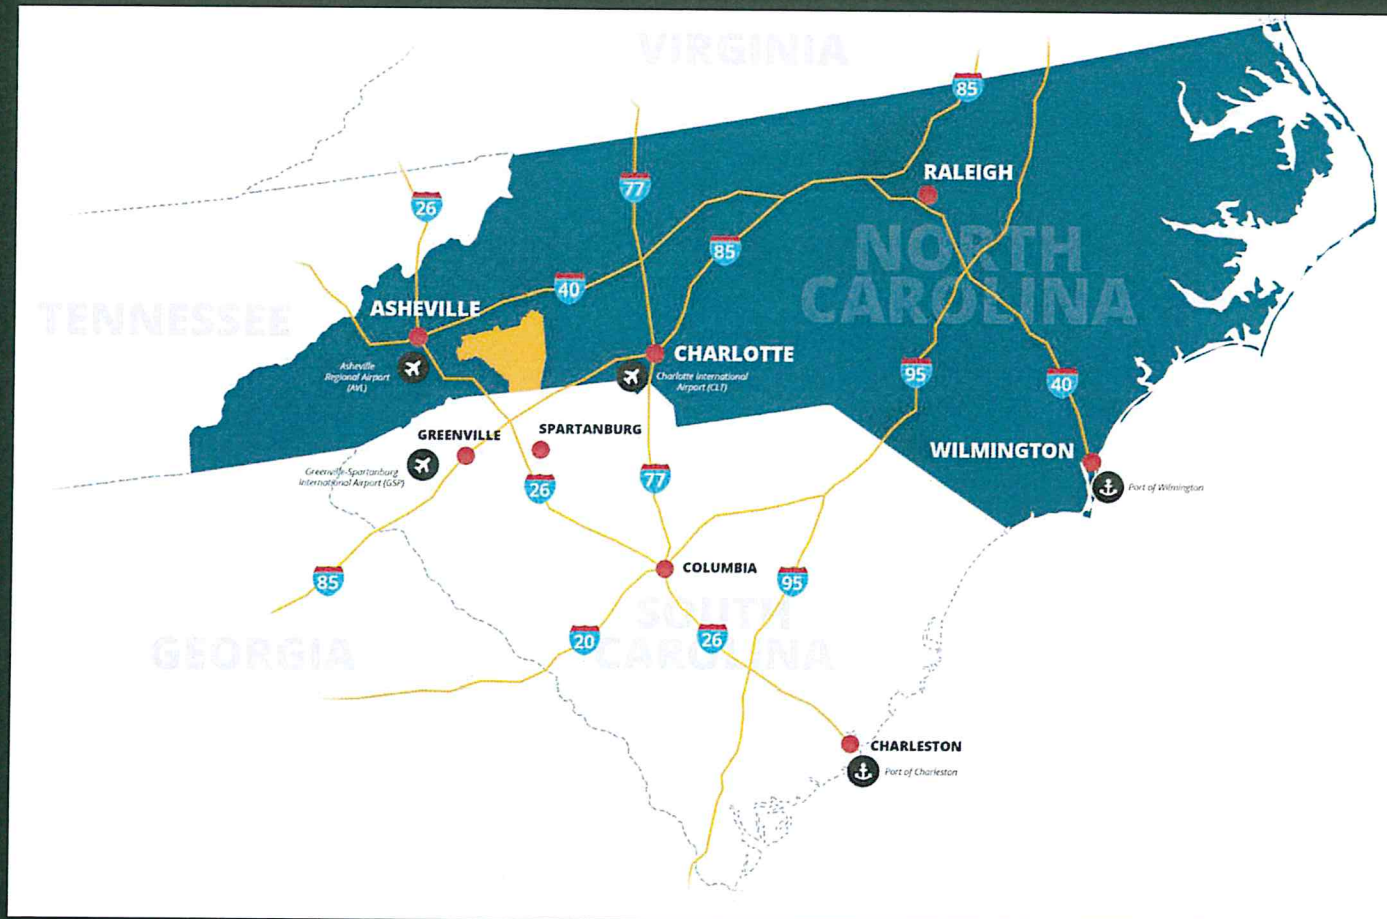 VIRGINIA
85
RALEIGH
77
26
NORTH
CAROLINA
85
40
TENNESSEE
ASHEVILLE
CHARLOTTE
Asheville
Regional Airport
(AVL)
Charlotte International
Airport (CLT)
95
40
GREENVILLE
SPARTANBURG
WILMINGTON
Greenville-Spartanburg
International Airport (GSP)
26
77
Port of Wilmington
85
COLUMBIA
95
SOUTH
CAROLINA
20
26
GEORGIA
CHARLESTON
Port of Charleston